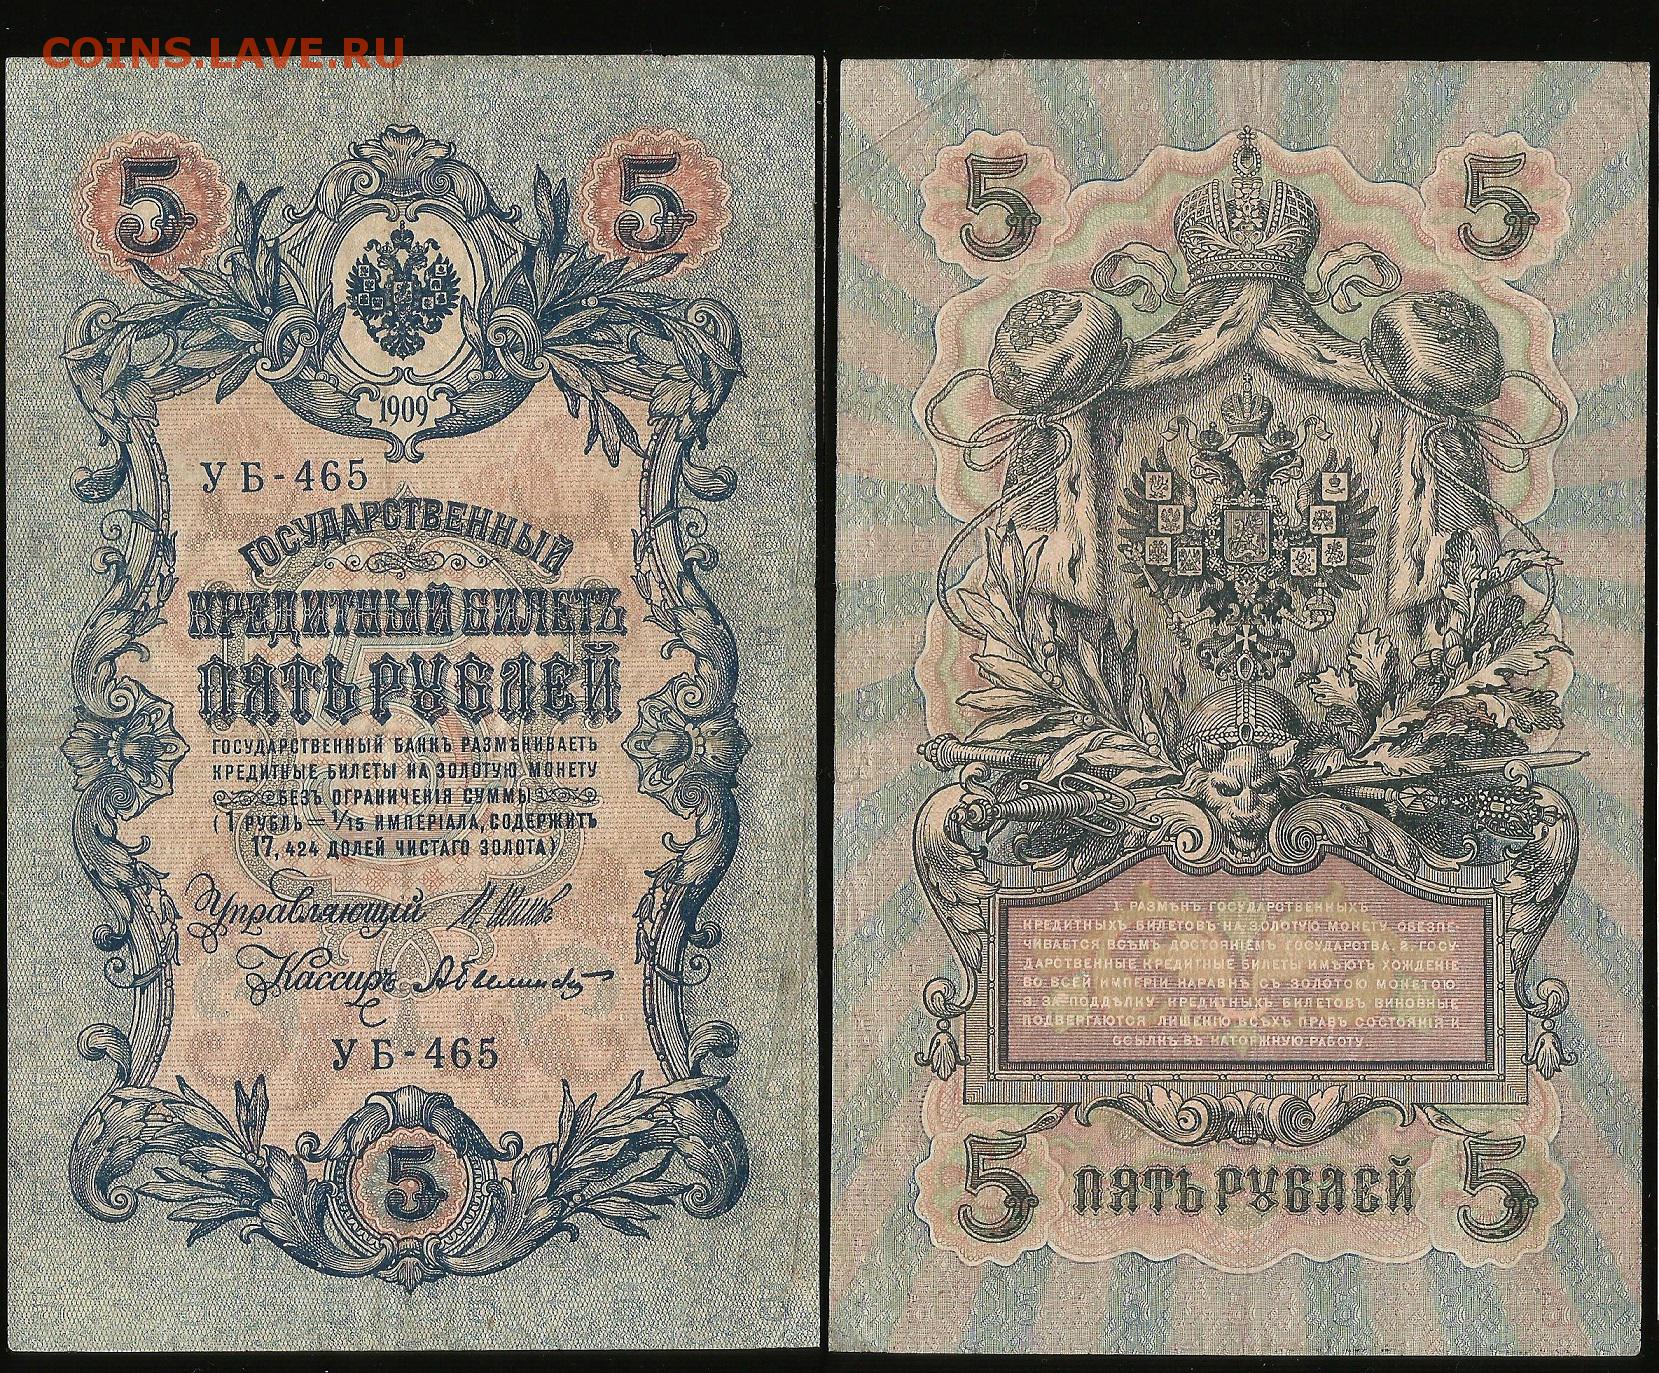 COINS.LAVE.RU
5 5
1909
УБ-465
ГОСУДАРСТВЕННЫЙ
КРЕДИТНЫЙ БИЛЕТЪ
ПЯТЬ РУБЛЕЙ
ГОСУДАРСТВЕННЫЙ БАНКЪ РАЗМѢНИВАЕТЪ
КРЕДИТНЫЕ БИЛЕТЫ НА ЗОЛОТУЮ МОНЕТУ
БЕЗЪ ОГРАНИЧЕНІЯ СУММЫ
(1 РУБЛЬ = 1/15 ИМПЕРІАЛА, СОДЕРЖИТЪ
17,424 ДОЛЕЙ ЧИСТАГО ЗОЛОТА)
Управляющій
Кассиръ
УБ-465
5
5 5
1. РАЗМѢНЪ ГОСУДАРСТВЕННЫХЪ
КРЕДИТНЫХЪ БИЛЕТОВЪ НА ЗОЛОТУЮ МОНЕТУ ОБЕЗПЕ-
ЧИВАЕТСЯ ВСѢМЪ ДОСТОЯНІЕМЪ ГОСУДАРСТВА. 2. ГОСУ-
ДАРСТВЕННЫЕ КРЕДИТНЫЕ БИЛЕТЫ ИМѢЮТЪ ХОЖДЕНІЕ
ВО ВСЕЙ ИМПЕРІИ НАРАВНѢ СЪ ЗОЛОТОЮ МОНЕТОЮ.
3. ЗА ПОДДѢЛКУ КРЕДИТНЫХЪ БИЛЕТОВЪ ВИНОВНЫЕ
ПОДВЕРГАЮТСЯ ЛИШЕНІЮ ВСѢХЪ ПРАВЪ СОСТОЯНІЯ И
ССЫЛКѢ ВЪ КАТОРЖНУЮ РАБОТУ.
5 ПЯТЬ РУБЛЕЙ 5